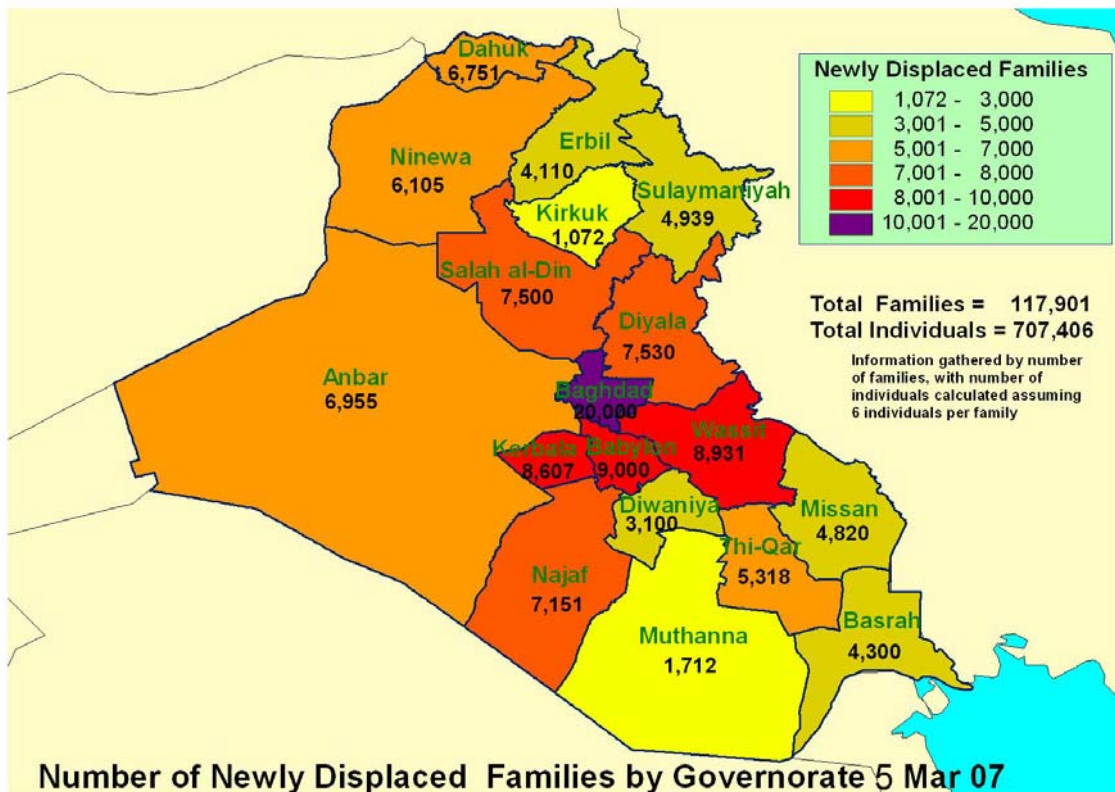 Dahuk
6,751
Newly Displaced Families
1,072 - 3,000
3,001 - 5,000
5,001 - 7,000
7,001 - 8,000
8,001 - 10,000
10,001 - 20,000
Erbil
4,110
Ninewa
6,105
Sulaymaniyah
4,939
Kirkuk
1,072
Salah al-Din
7,500
Total Families = 117,901
Total Individuals = 707,406
Information gathered by number
of families, with number of
individuals calculated assuming
6 individuals per family
Diyala
7,530
Anbar
6,955
Baghdad
20,000
Wassit
8,931
Kerbala
8,607
Babylon
9,000
Diwaniya
3,100
Missan
4,820
Thi-Qar
5,318
Najaf
7,151
Basrah
4,300
Muthanna
1,712
Number of Newly Displaced Families by Governorate 5 Mar 07